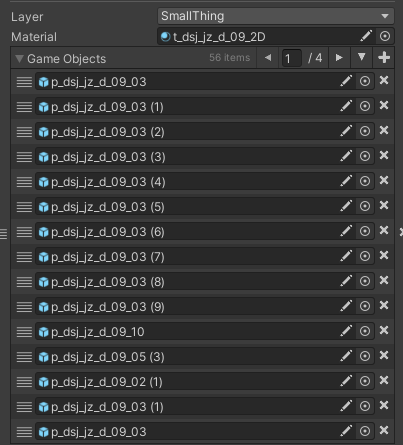 Layer SmallThing
Material t_dsj_jz_d_09_2D
Game Objects 56 items 1 / 4
p_dsj_jz_d_09_03
p_dsj_jz_d_09_03 (1)
p_dsj_jz_d_09_03 (2)
p_dsj_jz_d_09_03 (3)
p_dsj_jz_d_09_03 (4)
p_dsj_jz_d_09_03 (5)
p_dsj_jz_d_09_03 (6)
p_dsj_jz_d_09_03 (7)
p_dsj_jz_d_09_03 (8)
p_dsj_jz_d_09_03 (9)
p_dsj_jz_d_09_10
p_dsj_jz_d_09_05 (3)
p_dsj_jz_d_09_02 (1)
p_dsj_jz_d_09_03 (1)
p_dsj_jz_d_09_03